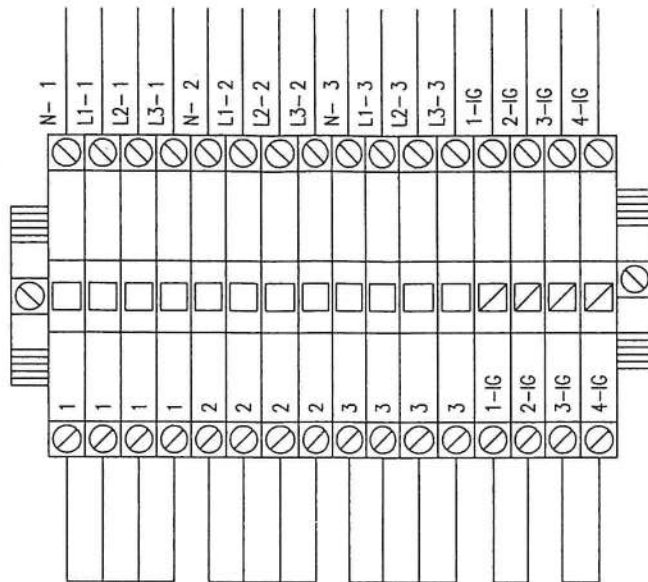 N- 1
L1-1
L2-1
L3-1
N- 2
L1-2
L2-2
L3-2
N- 3
L1-3
L2-3
L3-3
1-IG
2-IG
3-IG
4-IG
1
1
1
1
2
2
2
2
3
3
3
3
1-IG
2-IG
3-IG
4-IG